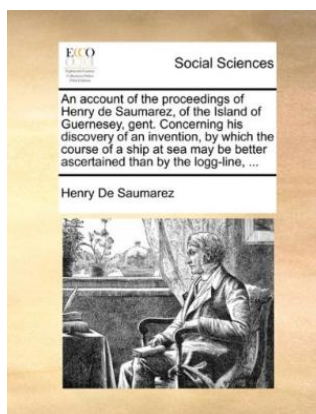 ECCO
Social Sciences
An account of the proceedings of
Henry de Saumarez, of the Island of
Guernesey, gent. Concerning his
discovery of an invention, by which the
course of a ship at sea may be better
ascertained than by the logg-line, ...
Henry De Saumarez